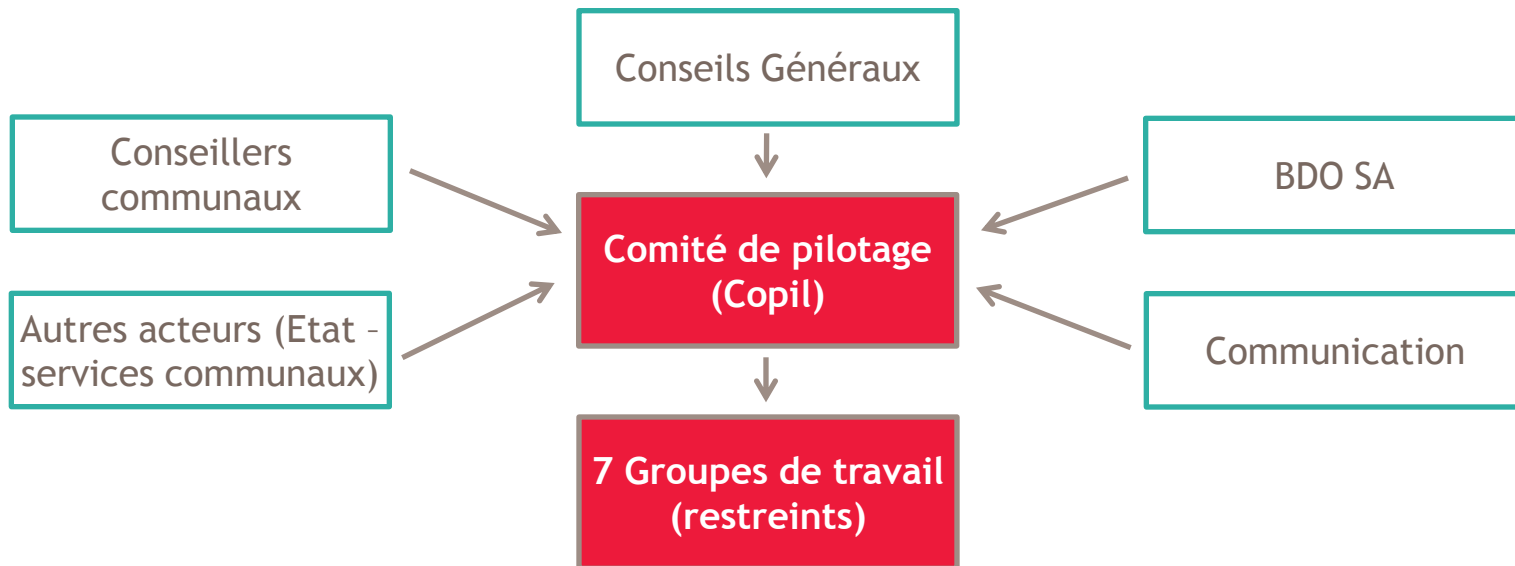 Conseils Généraux
Conseillers
communaux
BDO SA
Comité de pilotage
(Copil)
Autres acteurs (Etat –
services communaux)
Communication
7 Groupes de travail
(restreints)